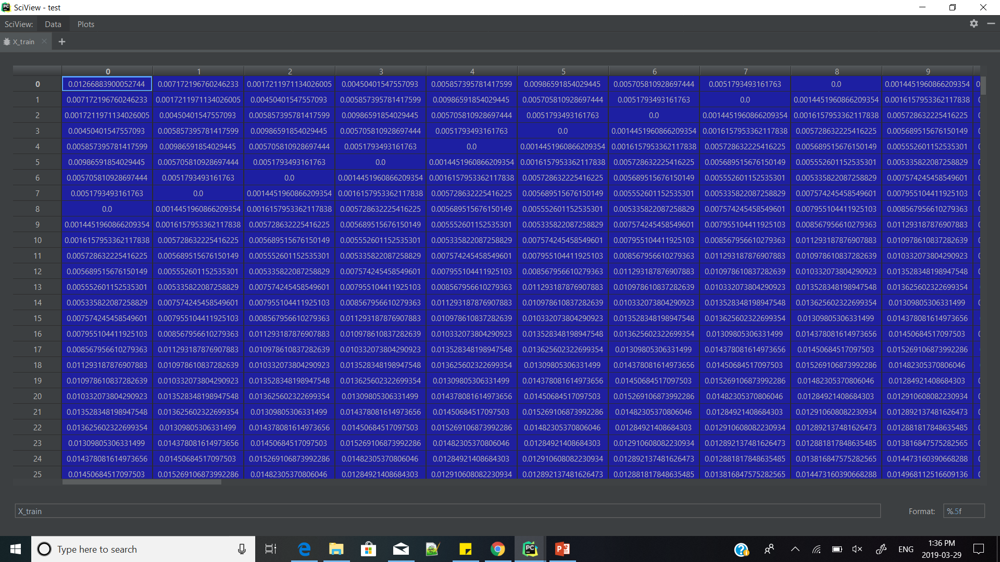 SciView - test
SciView: Data Plots
X_train
0 1 2 3 4 5 6 7 8 9
0 0.01266883900052744 0.007172196760246233 0.0017211971134026005 0.00450401547557093 0.005857395781417599 0.00986591854029445 0.005705810928697444 0.0051793493161763 0.0 0.0014451960866209354
1 0.007172196760246233 0.0017211971134026005 0.00450401547557093 0.005857395781417599 0.00986591854029445 0.005705810928697444 0.0051793493161763 0.0 0.0014451960866209354 0.0016157953362117838
2 0.0017211971134026005 0.00450401547557093 0.005857395781417599 0.00986591854029445 0.005705810928697444 0.0051793493161763 0.0 0.0014451960866209354 0.0016157953362117838 0.005728632225416225
3 0.00450401547557093 0.005857395781417599 0.00986591854029445 0.005705810928697444 0.0051793493161763 0.0 0.0014451960866209354 0.0016157953362117838 0.005728632225416225 0.005689515676150149
4 0.005857395781417599 0.00986591854029445 0.005705810928697444 0.0051793493161763 0.0 0.0014451960866209354 0.0016157953362117838 0.005728632225416225 0.005689515676150149 0.005552601152535301
5 0.00986591854029445 0.005705810928697444 0.0051793493161763 0.0 0.0014451960866209354 0.0016157953362117838 0.005728632225416225 0.005689515676150149 0.005552601152535301 0.005335822087258829
6 0.005705810928697444 0.0051793493161763 0.0 0.0014451960866209354 0.0016157953362117838 0.005728632225416225 0.005689515676150149 0.005552601152535301 0.005335822087258829 0.007574245458549601
7 0.0051793493161763 0.0 0.0014451960866209354 0.0016157953362117838 0.005728632225416225 0.005689515676150149 0.005552601152535301 0.005335822087258829 0.007574245458549601 0.007955104411925103
8 0.0 0.0014451960866209354 0.0016157953362117838 0.005728632225416225 0.005689515676150149 0.005552601152535301 0.005335822087258829 0.007574245458549601 0.007955104411925103 0.008567956610279363
9 0.0014451960866209354 0.0016157953362117838 0.005728632225416225 0.005689515676150149 0.005552601152535301 0.005335822087258829 0.007574245458549601 0.007955104411925103 0.008567956610279363 0.011293187876907883
10 0.0016157953362117838 0.005728632225416225 0.005689515676150149 0.005552601152535301 0.005335822087258829 0.007574245458549601 0.007955104411925103 0.008567956610279363 0.011293187876907883 0.010978610837282639
11 0.005728632225416225 0.005689515676150149 0.005552601152535301 0.005335822087258829 0.007574245458549601 0.007955104411925103 0.008567956610279363 0.011293187876907883 0.010978610837282639 0.010332073804290923
12 0.005689515676150149 0.005552601152535301 0.005335822087258829 0.007574245458549601 0.007955104411925103 0.008567956610279363 0.011293187876907883 0.010978610837282639 0.010332073804290923 0.013528348198947548
13 0.005552601152535301 0.005335822087258829 0.007574245458549601 0.007955104411925103 0.008567956610279363 0.011293187876907883 0.010978610837282639 0.010332073804290923 0.013528348198947548 0.013625602322699354
14 0.005335822087258829 0.007574245458549601 0.007955104411925103 0.008567956610279363 0.011293187876907883 0.010978610837282639 0.010332073804290923 0.013528348198947548 0.013625602322699354 0.01309805306331499
15 0.007574245458549601 0.007955104411925103 0.008567956610279363 0.011293187876907883 0.010978610837282639 0.010332073804290923 0.013528348198947548 0.013625602322699354 0.01309805306331499 0.014378081614973656
16 0.007955104411925103 0.008567956610279363 0.011293187876907883 0.010978610837282639 0.010332073804290923 0.013528348198947548 0.013625602322699354 0.01309805306331499 0.014378081614973656 0.01450684517097503
17 0.008567956610279363 0.011293187876907883 0.010978610837282639 0.010332073804290923 0.013528348198947548 0.013625602322699354 0.01309805306331499 0.014378081614973656 0.01450684517097503 0.015269106873992286
18 0.011293187876907883 0.010978610837282639 0.010332073804290923 0.013528348198947548 0.013625602322699354 0.01309805306331499 0.014378081614973656 0.01450684517097503 0.015269106873992286 0.01482305370806046
19 0.010978610837282639 0.010332073804290923 0.013528348198947548 0.013625602322699354 0.01309805306331499 0.014378081614973656 0.01450684517097503 0.015269106873992286 0.01482305370806046 0.01284921408684303
20 0.010332073804290923 0.013528348198947548 0.013625602322699354 0.01309805306331499 0.014378081614973656 0.01450684517097503 0.015269106873992286 0.01482305370806046 0.01284921408684303 0.012910608082230934
21 0.013528348198947548 0.013625602322699354 0.01309805306331499 0.014378081614973656 0.01450684517097503 0.015269106873992286 0.01482305370806046 0.01284921408684303 0.012910608082230934 0.012892137481626473
22 0.013625602322699354 0.01309805306331499 0.014378081614973656 0.01450684517097503 0.015269106873992286 0.01482305370806046 0.01284921408684303 0.012910608082230934 0.012892137481626473 0.012881817848635485
23 0.01309805306331499 0.014378081614973656 0.01450684517097503 0.015269106873992286 0.01482305370806046 0.01284921408684303 0.012910608082230934 0.012892137481626473 0.012881817848635485 0.013816847575282565
24 0.014378081614973656 0.01450684517097503 0.015269106873992286 0.01482305370806046 0.01284921408684303 0.012910608082230934 0.012892137481626473 0.012881817848635485 0.013816847575282565 0.014473160390668288
25 0.01450684517097503 0.015269106873992286 0.01482305370806046 0.01284921408684303 0.012910608082230934 0.012892137481626473 0.012881817848635485 0.013816847575282565 0.014473160390668288 0.014968112516609136
X_train Format: %.5f
Type here to search ENG 1:36 PM
2019-03-29